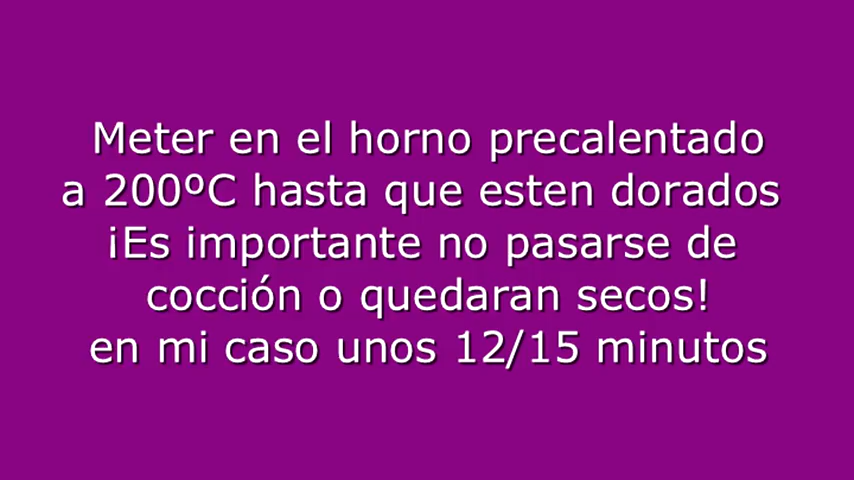 Meter en el horno precalentado
a 200ºC hasta que esten dorados
¡Es importante no pasarse de
cocción o quedaran secos!
en mi caso unos 12/15 minutos